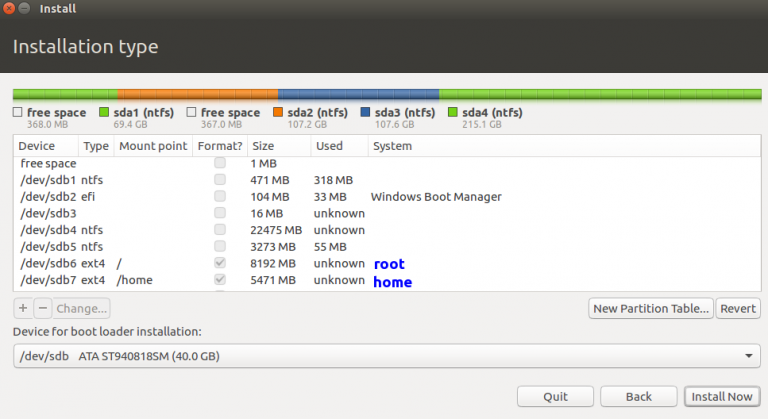 Install
Installation type
free space sda1 (ntfs) free space sda2 (ntfs) sda3 (ntfs) sda4 (ntfs)
368.0 MB 69.4 GB 367.0 MB 107.2 GB 107.6 GB 215.1 GB
Device Type Mount point Format? Size Used System
free space 1 MB
/dev/sdb1 ntfs 471 MB 318 MB
/dev/sdb2 efi 104 MB 33 MB Windows Boot Manager
/dev/sdb3 16 MB unknown
/dev/sdb4 ntfs 22475 MB unknown
/dev/sdb5 ntfs 3273 MB 55 MB
/dev/sdb6 ext4 / 8192 MB unknown root
/dev/sdb7 ext4 /home 5471 MB unknown home
+ − Change... New Partition Table... Revert
Device for boot loader installation:
/dev/sdb ATA ST940818SM (40.0 GB)
Quit Back Install Now